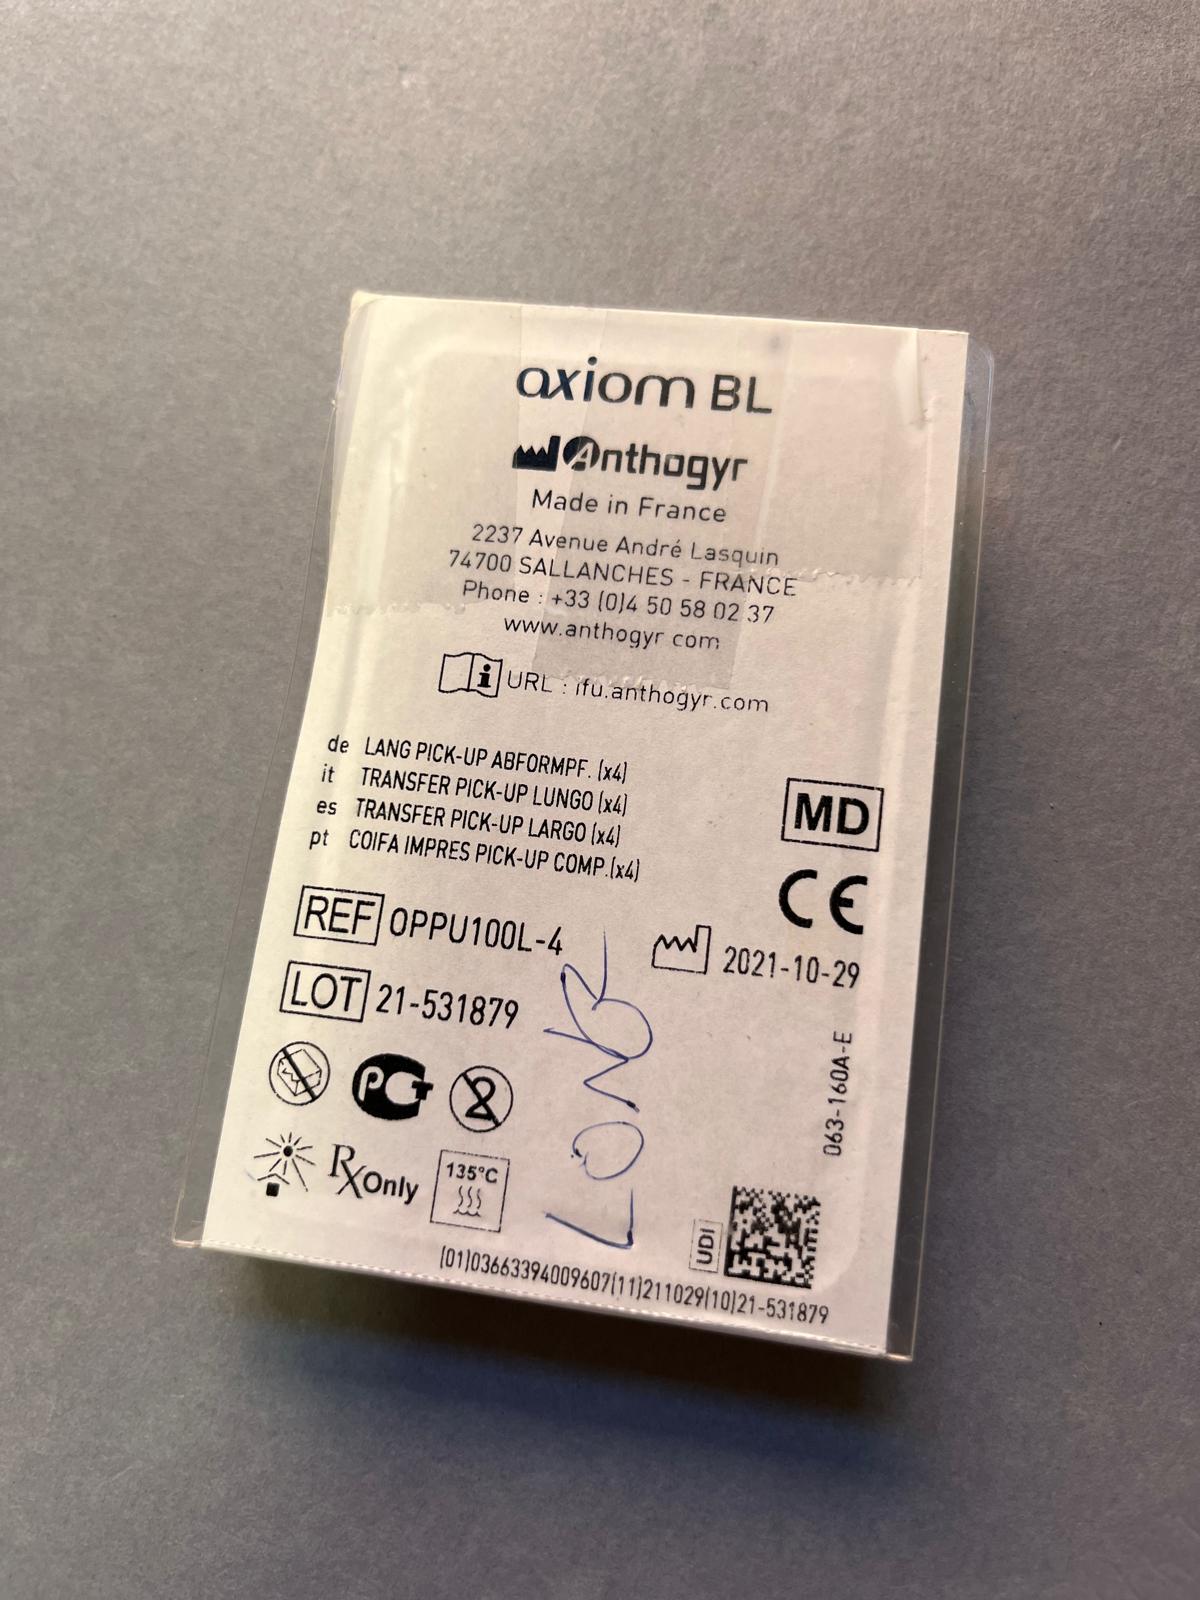 axiom BL
Anthogyr
Made in France
2237 Avenue André Lasquin
74700 SALLANCHES - FRANCE
Phone : +33 (0)4 50 58 02 37
www.anthogyr.com
URL : ifu.anthogyr.com
de LANG PICK-UP ABFORMPF. (x4)
it TRANSFER PICK-UP LUNGO (x4)
es TRANSFER PICK-UP LARGO (x4)
pt COIFA IMPRES PICK-UP COMP.(x4)
MD
CE
REF OPPU100L-4
2021-10-29
LOT 21-531879
LONG
063-160A-E
PCT
2
Rx Only
135°C
UDI
(01)03663394009607(11)211029(10)21-531879